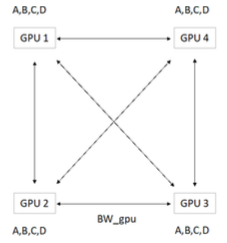 A,B,C,D A,B,C,D
GPU 1 GPU 4
GPU 2 GPU 3
BW_gpu
A,B,C,D A,B,C,D